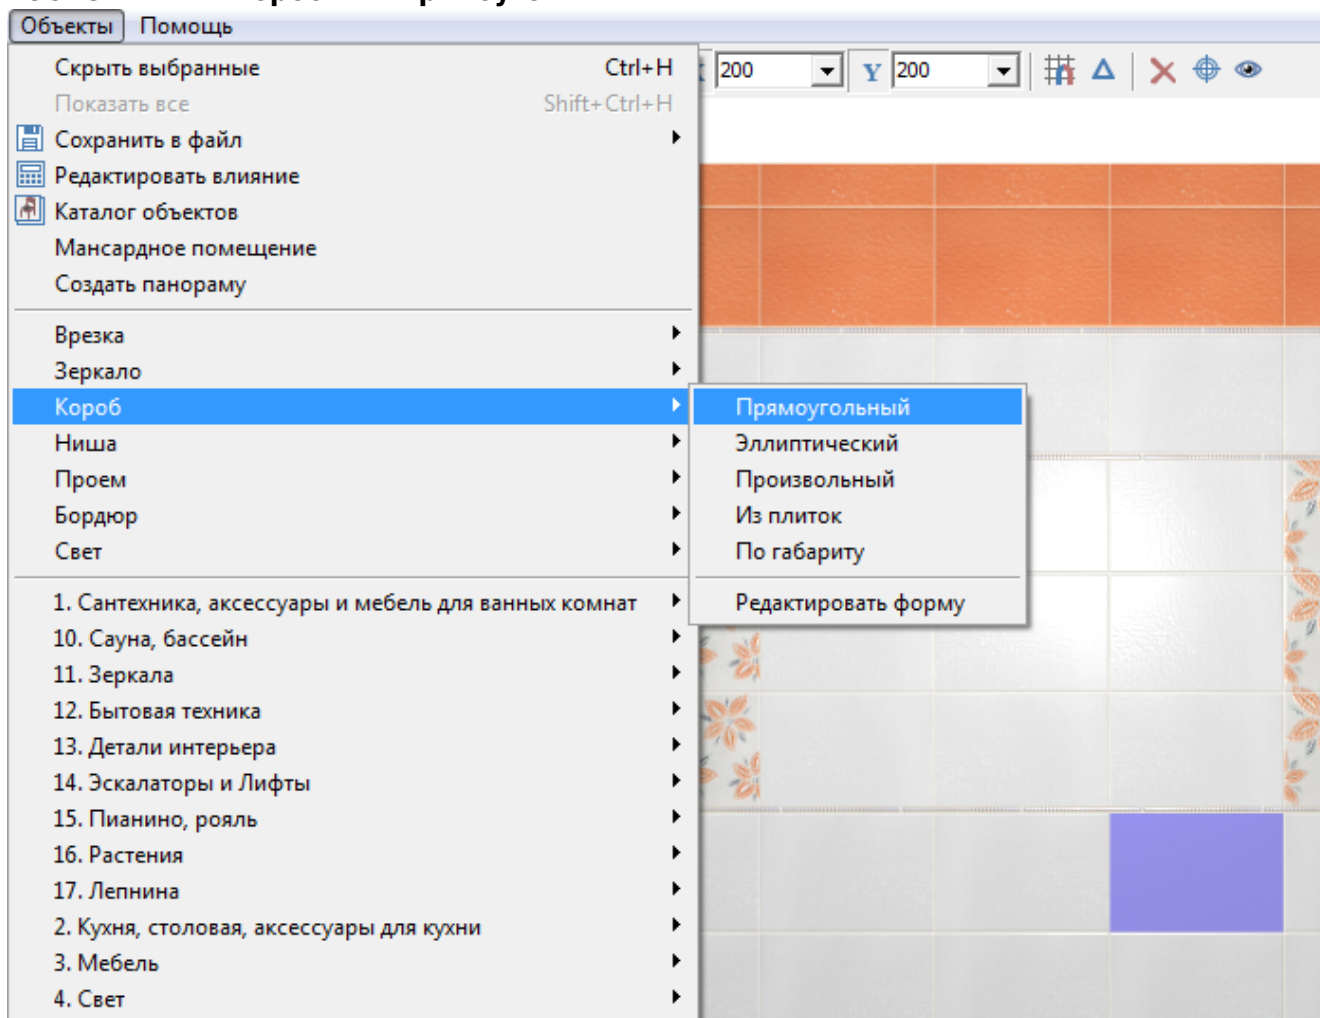 Объекты Помощь
Скрыть выбранные Ctrl+H
200 Y 200
Показать все Shift+Ctrl+H
Сохранить в файл
Редактировать влияние
Каталог объектов
Мансардное помещение
Создать панораму
Врезка
Зеркало
Короб
Прямоугольный
Ниша
Эллиптический
Проем
Произвольный
Бордюр
Из плиток
Свет
По габариту
1. Сантехника, аксессуары и мебель для ванных комнат
Редактировать форму
10. Сауна, бассейн
11. Зеркала
12. Бытовая техника
13. Детали интерьера
14. Эскалаторы и Лифты
15. Пианино, рояль
16. Растения
17. Лепнина
2. Кухня, столовая, аксессуары для кухни
3. Мебель
4. Свет